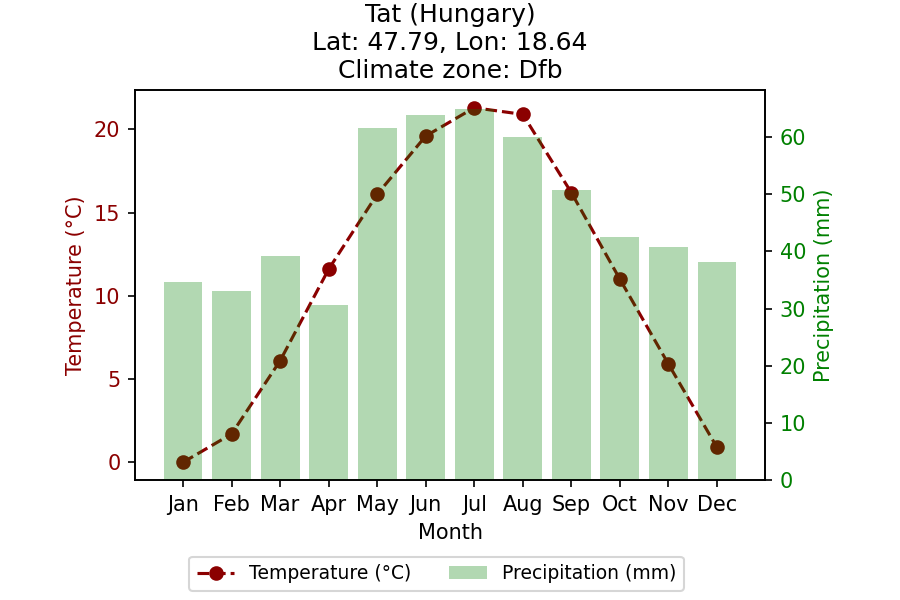 Tat (Hungary)
Lat: 47.79, Lon: 18.64
Climate zone: Dfb
Temperature (°C)
20
15
10
5
0
Precipitation (mm)
60
50
40
30
20
10
0
Jan Feb Mar Apr May Jun Jul Aug Sep Oct Nov Dec
Month
Temperature (°C) Precipitation (mm)